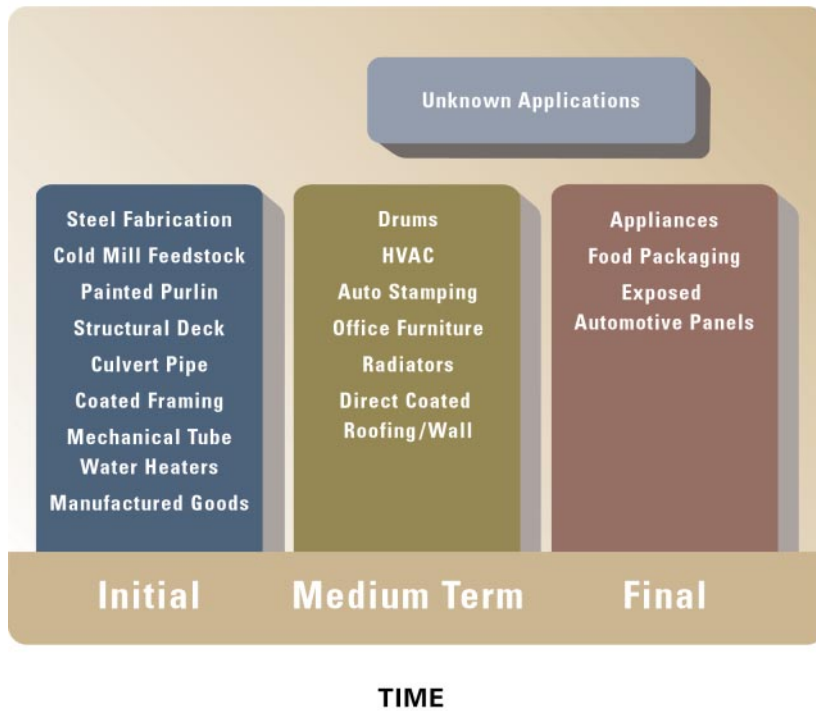 Unknown Applications
Steel Fabrication
Cold Mill Feedstock
Painted Purlin
Structural Deck
Culvert Pipe
Coated Framing
Mechanical Tube
Water Heaters
Manufactured Goods
Drums
HVAC
Auto Stamping
Office Furniture
Radiators
Direct Coated
Roofing/Wall
Appliances
Food Packaging
Exposed
Automotive Panels
Initial
Medium Term
Final
TIME